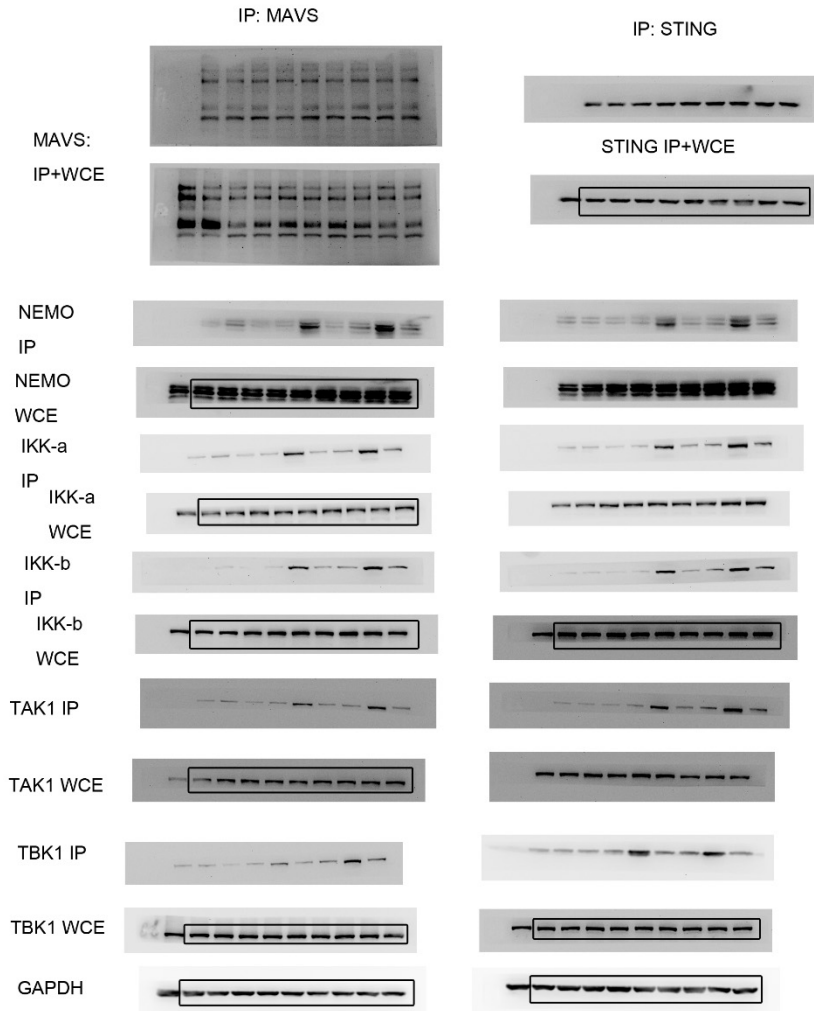 IP: MAVS
IP: STING
MAVS:
IP+WCE
STING IP+WCE
NEMO
IP
NEMO
WCE
IKK-a
IP
IKK-a
WCE
IKK-b
IP
IKK-b
WCE
TAK1 IP
TAK1 WCE
TBK1 IP
TBK1 WCE
GAPDH